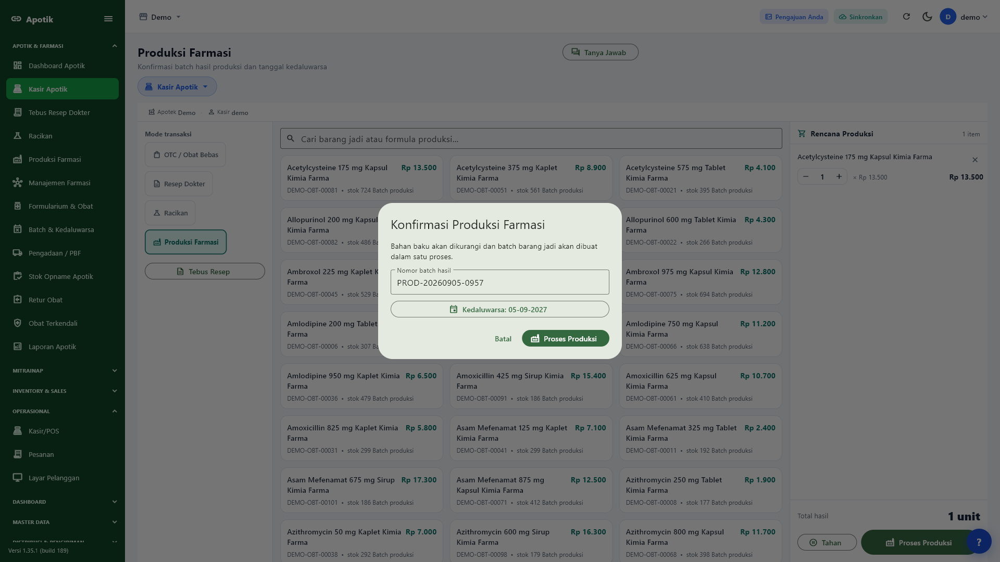 Apotik
APOTIK & FARMASI
Dashboard Apotik
Kasir Apotik
Tebus Resep Dokter
Racikan
Produksi Farmasi
Manajemen Farmasi
Formularium & Obat
Batch & Kedaluwarsa
Pengadaan / PBF
Stok Opname Apotik
Retur Obat
Obat Terkendali
Laporan Apotik
MITRAINAP
INVENTORY & SALES
OPERASIONAL
Kasir/POS
Pesanan
Layar Pelanggan
DASHBOARD
MASTER DATA
DISTRIBUSI & PENGIRIMAN
Versi 1.35.1 (build 189)
Demo
Pengajuan Anda
Sinkronkan
D
demo
Produksi Farmasi
Konfirmasi batch hasil produksi dan tanggal kedaluwarsa
Tanya Jawab
Kasir Apotik
Apotek Demo · Kasir demo
Mode transaksi
OTC / Obat Bebas
Resep Dokter
Racikan
Produksi Farmasi
Tebus Resep
Cari barang jadi atau formula produksi...
Acetylcysteine 175 mg Kapsul Kimia Farma Rp 13.500
DEMO-OBT-00081 • stok 724 Batch produksi
Acetylcysteine 375 mg Kaplet Kimia Farma Rp 8.900
DEMO-OBT-00051 • stok 561 Batch produksi
Acetylcysteine 575 mg Tablet Kimia Farma Rp 4.100
DEMO-OBT-00021 • stok 395 Batch produksi
Allopurinol 200 mg Kapsul Kimia Farma
DEMO-OBT-00082 • stok 486 Ba
Allopurinol 600 mg Tablet Kimia Farma Rp 4.300
DEMO-OBT-00022 • stok 266 Batch produksi
Ambroxol 225 mg Kaplet K
Farma
DEMO-OBT-00045 • stok 529 Ba
Ambroxol 975 mg Kapsul Kimia Farma Rp 12.800
DEMO-OBT-00075 • stok 694 Batch produksi
Amlodipine 200 mg Tablet
Farma
DEMO-OBT-00006 • stok 307 Ba
Amlodipine 750 mg Kapsul Kimia Farma Rp 11.200
DEMO-OBT-00066 • stok 638 Batch produksi
Amlodipine 950 mg Kaplet Kimia Farma Rp 6.500
DEMO-OBT-00036 • stok 479 Batch produksi
Amoxicillin 425 mg Sirup Kimia Farma Rp 15.400
DEMO-OBT-00091 • stok 186 Batch produksi
Amoxicillin 625 mg Kapsul Kimia Farma Rp 10.700
DEMO-OBT-00061 • stok 410 Batch produksi
Amoxicillin 825 mg Kaplet Kimia Farma Rp 5.800
DEMO-OBT-00031 • stok 299 Batch produksi
Asam Mefenamat 125 mg Kaplet Kimia Farma Rp 7.100
DEMO-OBT-00041 • stok 299 Batch produksi
Asam Mefenamat 325 mg Tablet Kimia Farma Rp 2.400
DEMO-OBT-00011 • stok 192 Batch produksi
Asam Mefenamat 675 mg Sirup Kimia Farma Rp 17.300
DEMO-OBT-00101 • stok 186 Batch produksi
Asam Mefenamat 875 mg Kapsul Kimia Farma Rp 12.500
DEMO-OBT-00071 • stok 412 Batch produksi
Azithromycin 250 mg Tablet Kimia Farma Rp 1.900
DEMO-OBT-00008 • stok 177 Batch produksi
Azithromycin 50 mg Kaplet Kimia Farma Rp 7.000
DEMO-OBT-00038 • stok 292 Batch produksi
Azithromycin 600 mg Sirup Kimia Farma Rp 16.300
DEMO-OBT-00098 • stok 179 Batch produksi
Azithromycin 800 mg Kapsul Kimia Farma Rp 11.700
DEMO-OBT-00068 • stok 398 Batch produksi
Konfirmasi Produksi Farmasi
Bahan baku akan dikurangi dan batch barang jadi akan dibuat
dalam satu proses.
Nomor batch hasil
PROD-20260905-0957
Kedaluwarsa: 05-09-2027
Batal
Proses Produksi
Rencana Produksi 1 item
Acetylcysteine 175 mg Kapsul Kimia Farma
1 × Rp 13.500 Rp 13.500
Total hasil 1 unit
Tahan
Proses Produksi
?